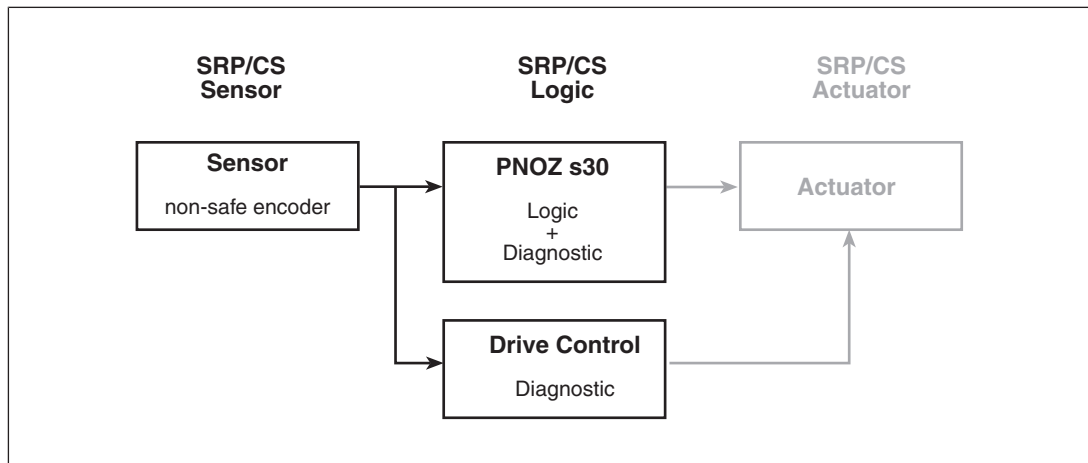 SRP/CS
Sensor
SRP/CS
Logic
SRP/CS
Actuator
Sensor
non-safe encoder
PNOZ s30
Logic
+
Diagnostic
Actuator
Drive Control
Diagnostic